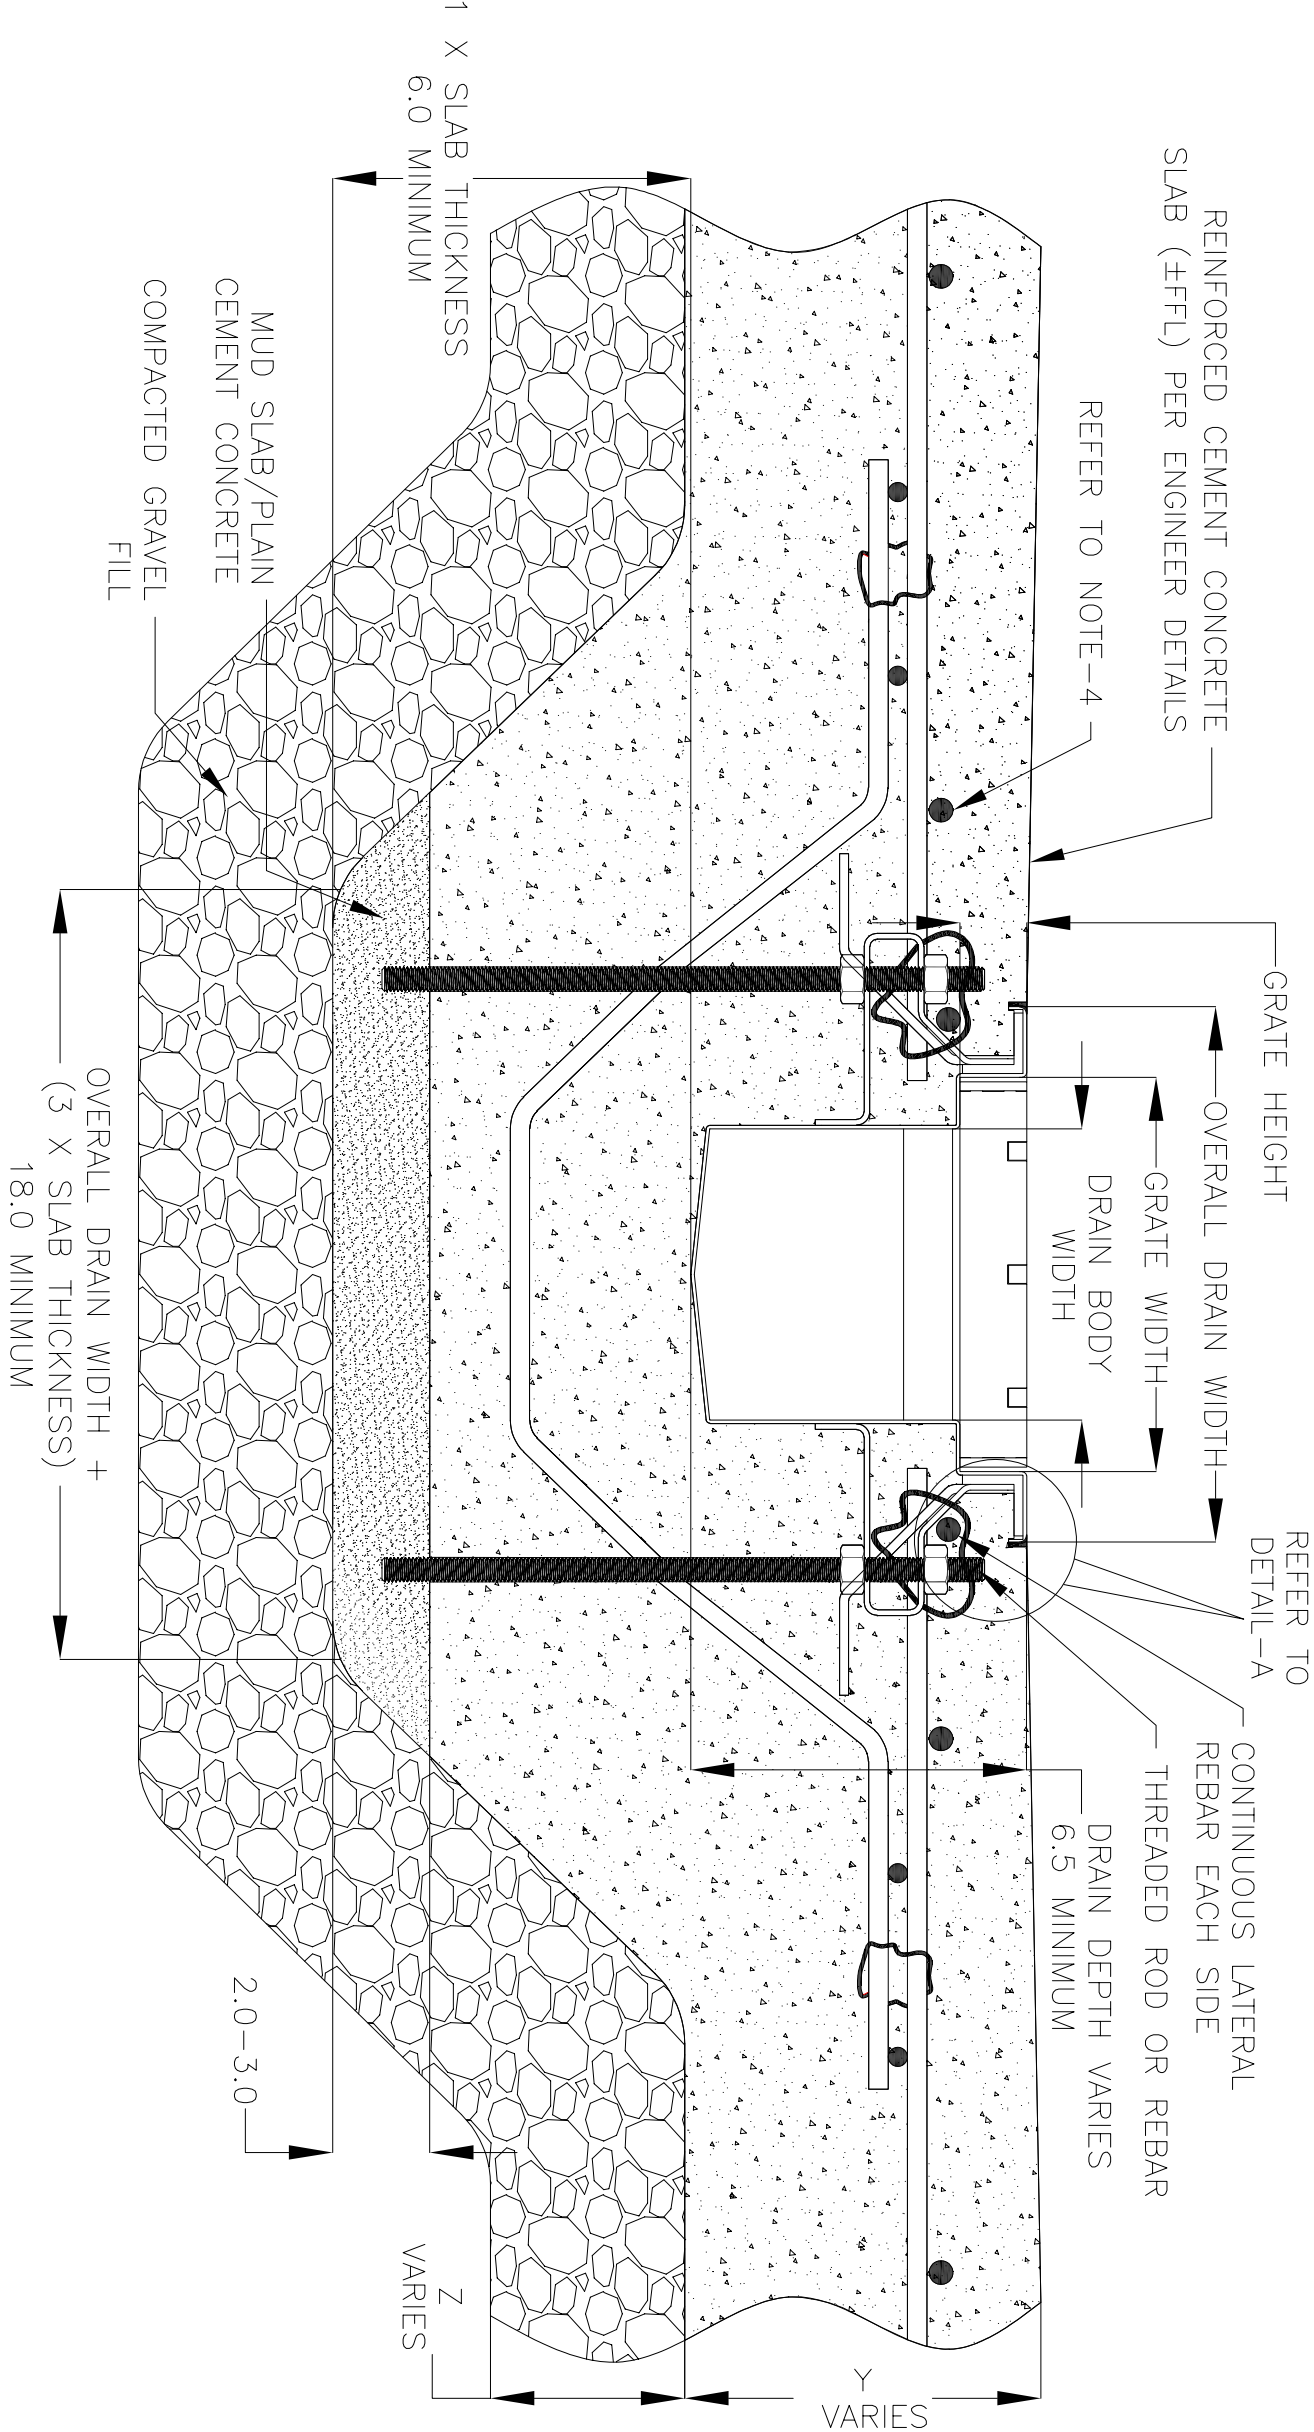 REINFORCED CEMENT CONCRETE
SLAB (±FFL) PER ENGINEER DETAILS
REFER TO NOTE-4
GRATE HEIGHT
OVERALL DRAIN WIDTH
GRATE WIDTH
DRAIN BODY
WIDTH
REFER TO
DETAIL-A
CONTINUOUS LATERAL
REBAR EACH SIDE
THREADED ROD OR REBAR
DRAIN DEPTH VARIES
6.5 MINIMUM
Y
VARIES
Z
VARIES
1 X SLAB THICKNESS
6.0 MINIMUM
MUD SLAB/PLAIN
CEMENT CONCRETE
COMPACTED GRAVEL
FILL
OVERALL DRAIN WIDTH +
(3 X SLAB THICKNESS)
18.0 MINIMUM
2.0-3.0